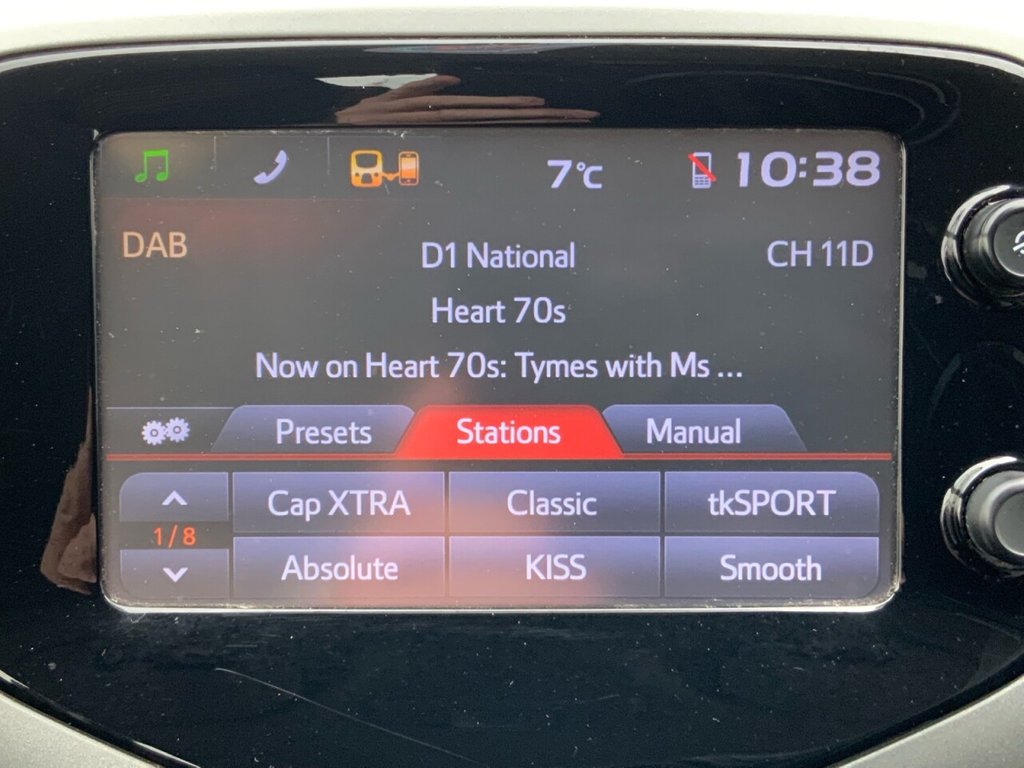 7°C 10:38
DAB D1 National CH 11D
Heart 70s
Now on Heart 70s: Tymes with Ms ...
Presets Stations Manual
Cap XTRA Classic tkSPORT
1/8
Absolute KISS Smooth